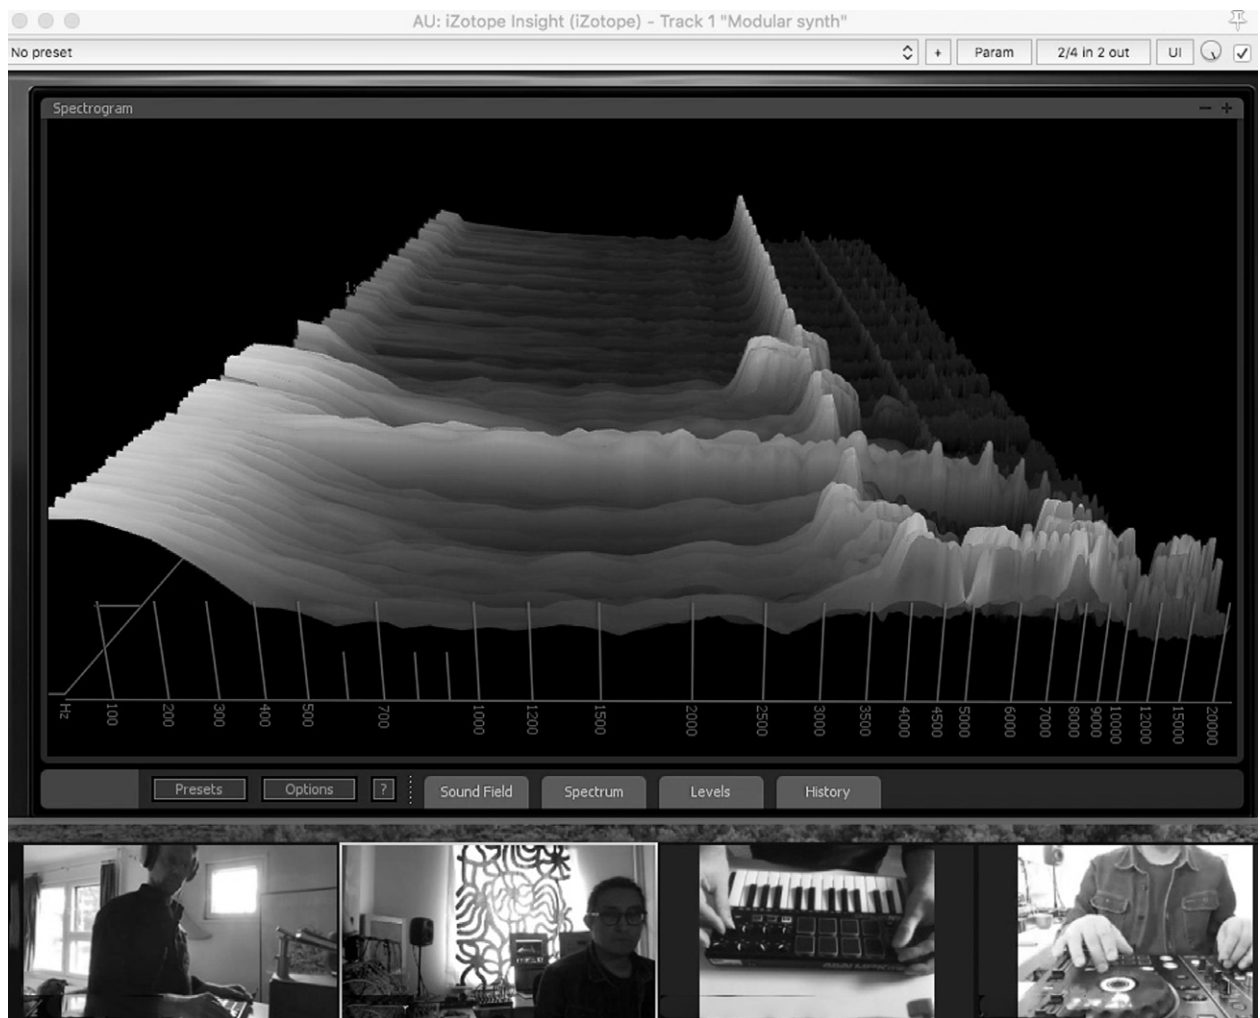 AU: iZotope Insight (iZotope) - Track 1 "Modular synth"
No preset + Param 2/4 in 2 out UI
Spectrogram
Hz 100 200 300 400 500 700 1000 1200 1500 2000 2500 3000 3500 4000 4500 5000 6000 7000 8000 9000 10000 12000 15000 20000
Presets Options ? Sound Field Spectrum Levels History